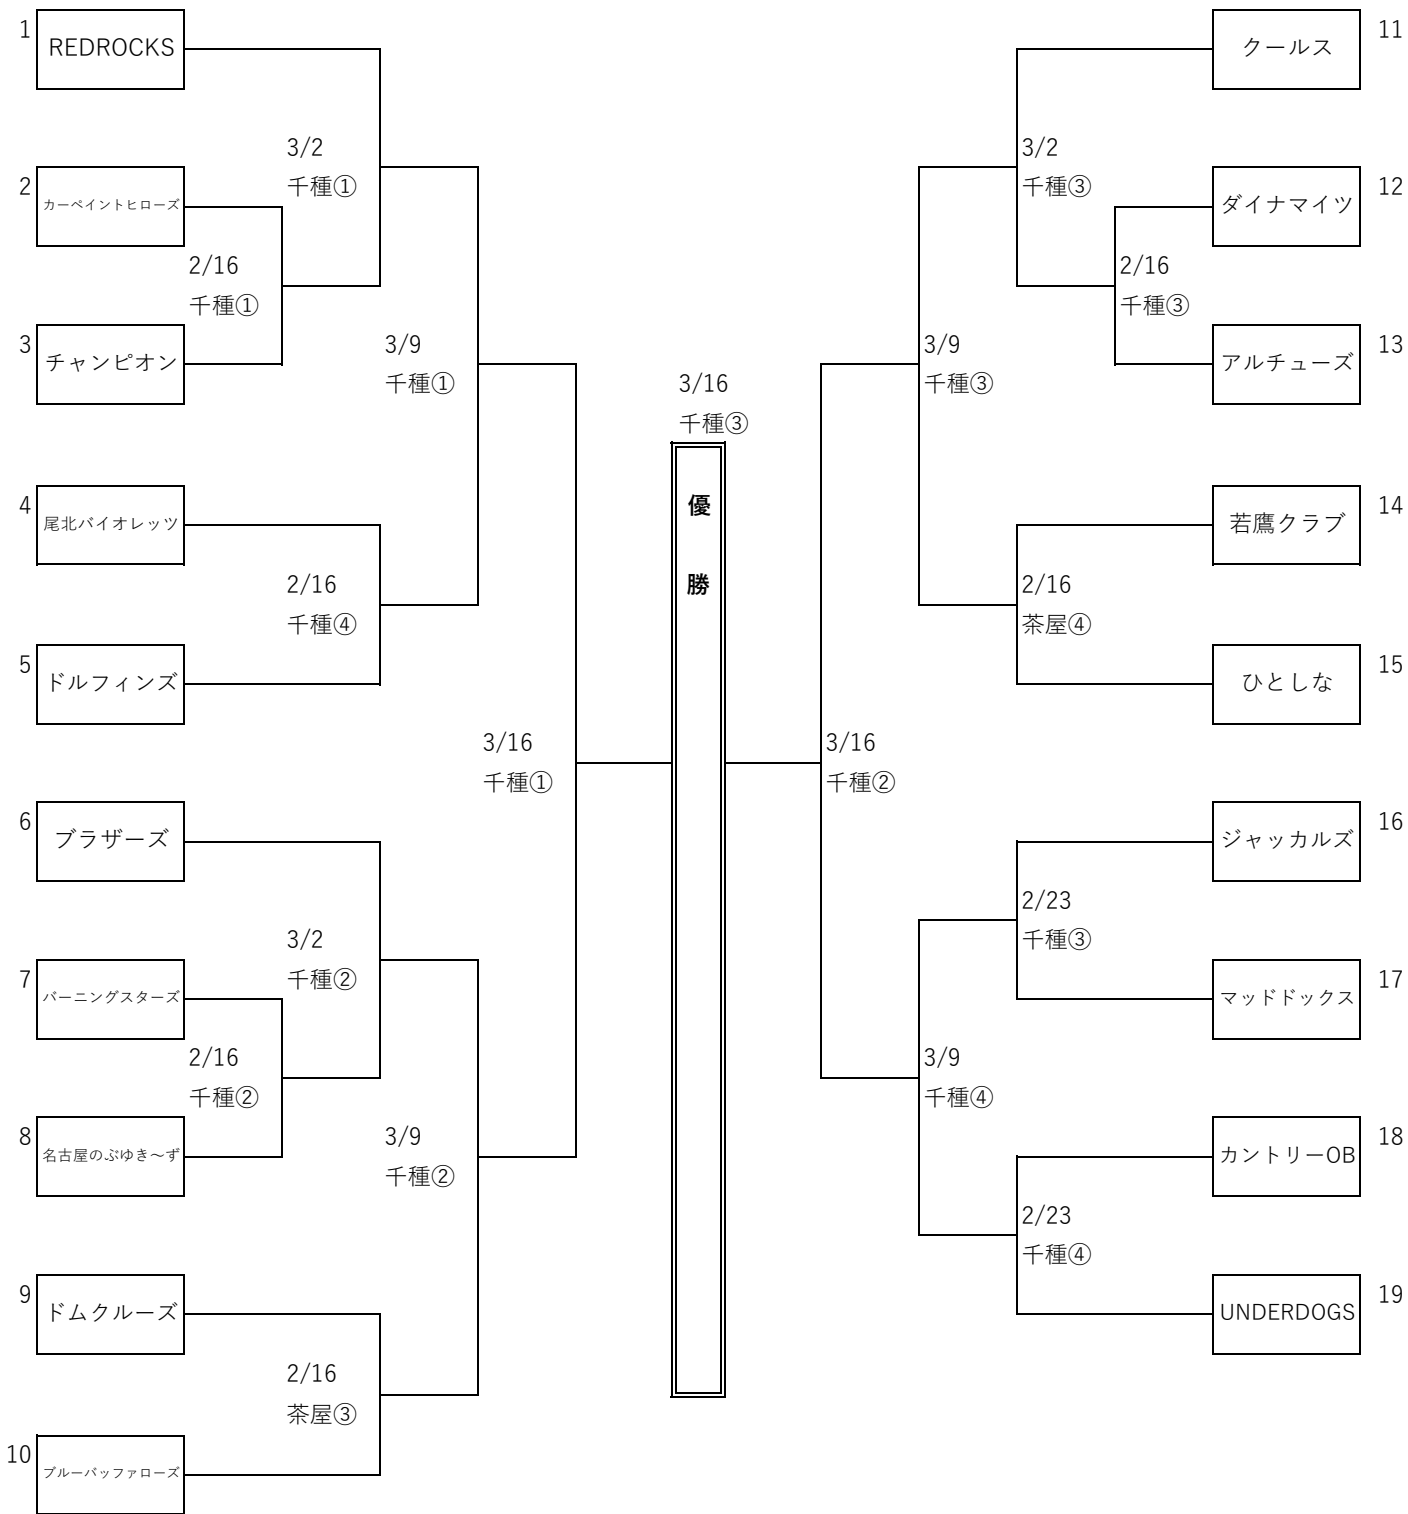 1
REDROCKS
3/2
千種①
2
カーペイントヒローズ
2/16
千種①
3
チャンピオン
3/9
千種①
4
尾北バイオレッツ
2/16
千種④
5
ドルフィンズ
3/16
千種①
6
ブラザーズ
3/2
千種②
7
バーニングスターズ
2/16
千種②
8
名古屋のぶゆき～ず
3/9
千種②
9
ドムクルーズ
2/16
茶屋③
10
ブルーバッファローズ
3/16
千種③
優
勝
クールス
11
3/2
千種③
ダイナマイツ
12
2/16
千種③
アルチューズ
13
3/9
千種③
若鷹クラブ
14
2/16
茶屋④
ひとしな
15
3/16
千種②
ジャッカルズ
16
2/23
千種③
マッドドックス
17
3/9
千種④
カントリーOB
18
2/23
千種④
UNDERDOGS
19